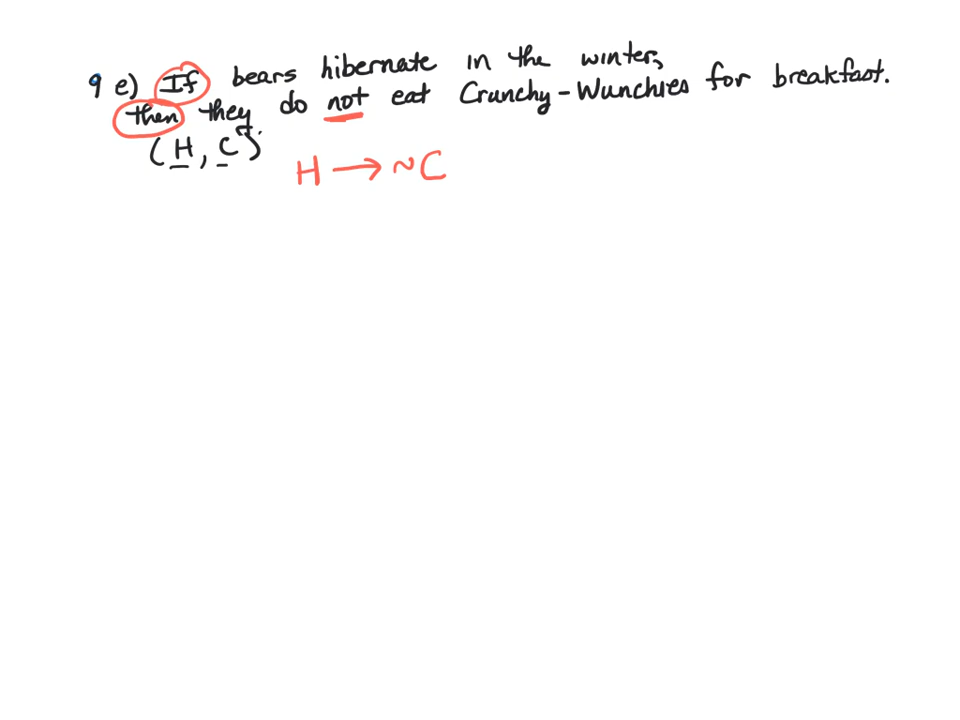 9 e) If bears hibernate in the winter,
then they do not eat Crunchy-Wunchies for breakfast.
(H, C).
H → ~C